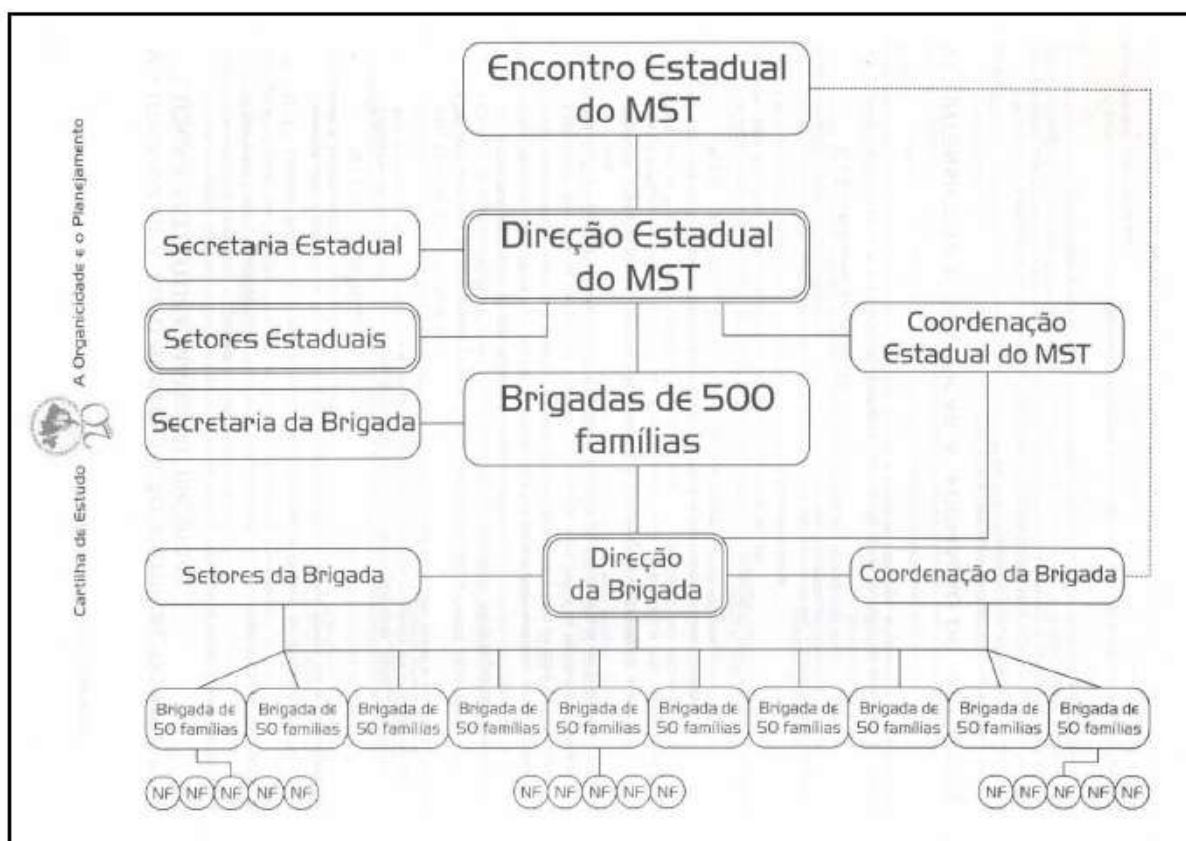 Encontro Estadual
do MST
Secretaria Estadual
Direção Estadual
do MST
Setores Estaduais
Coordenação
Estadual do MST
Secretaria da Brigada
Brigadas de 500
famílias
Setores da Brigada
Direção
da Brigada
Coordenação da Brigada
Brigada de
50 famílias
Brigada de
50 famílias
Brigada de
50 famílias
Brigada de
50 famílias
Brigada de
50 famílias
Brigada de
50 famílias
Brigada de
50 famílias
Brigada de
50 famílias
Brigada de
50 famílias
Brigada de
50 famílias
NF NF NF NF NF
NF NF NF NF NF
NF NF NF NF NF
Cartilha de Estudo
A Organicidade e o Planejamento